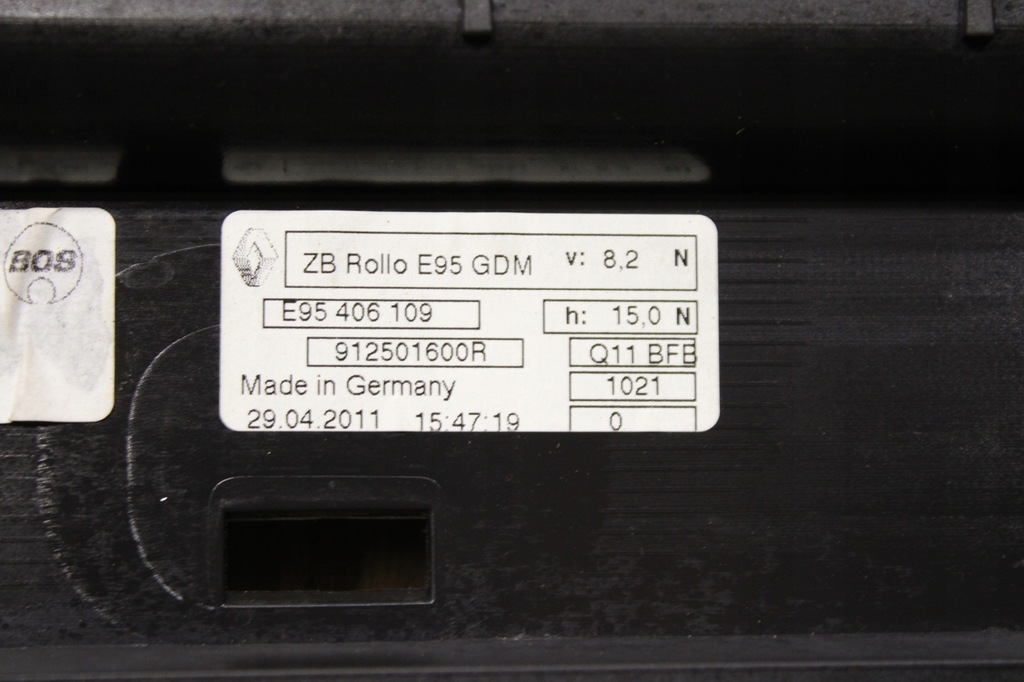 BOS
ZB Rollo E95 GDM v: 8,2 N
E95 406 109 h: 15,0 N
912501600R Q11 BFB
Made in Germany 1021
29.04.2011 15:47:19 0